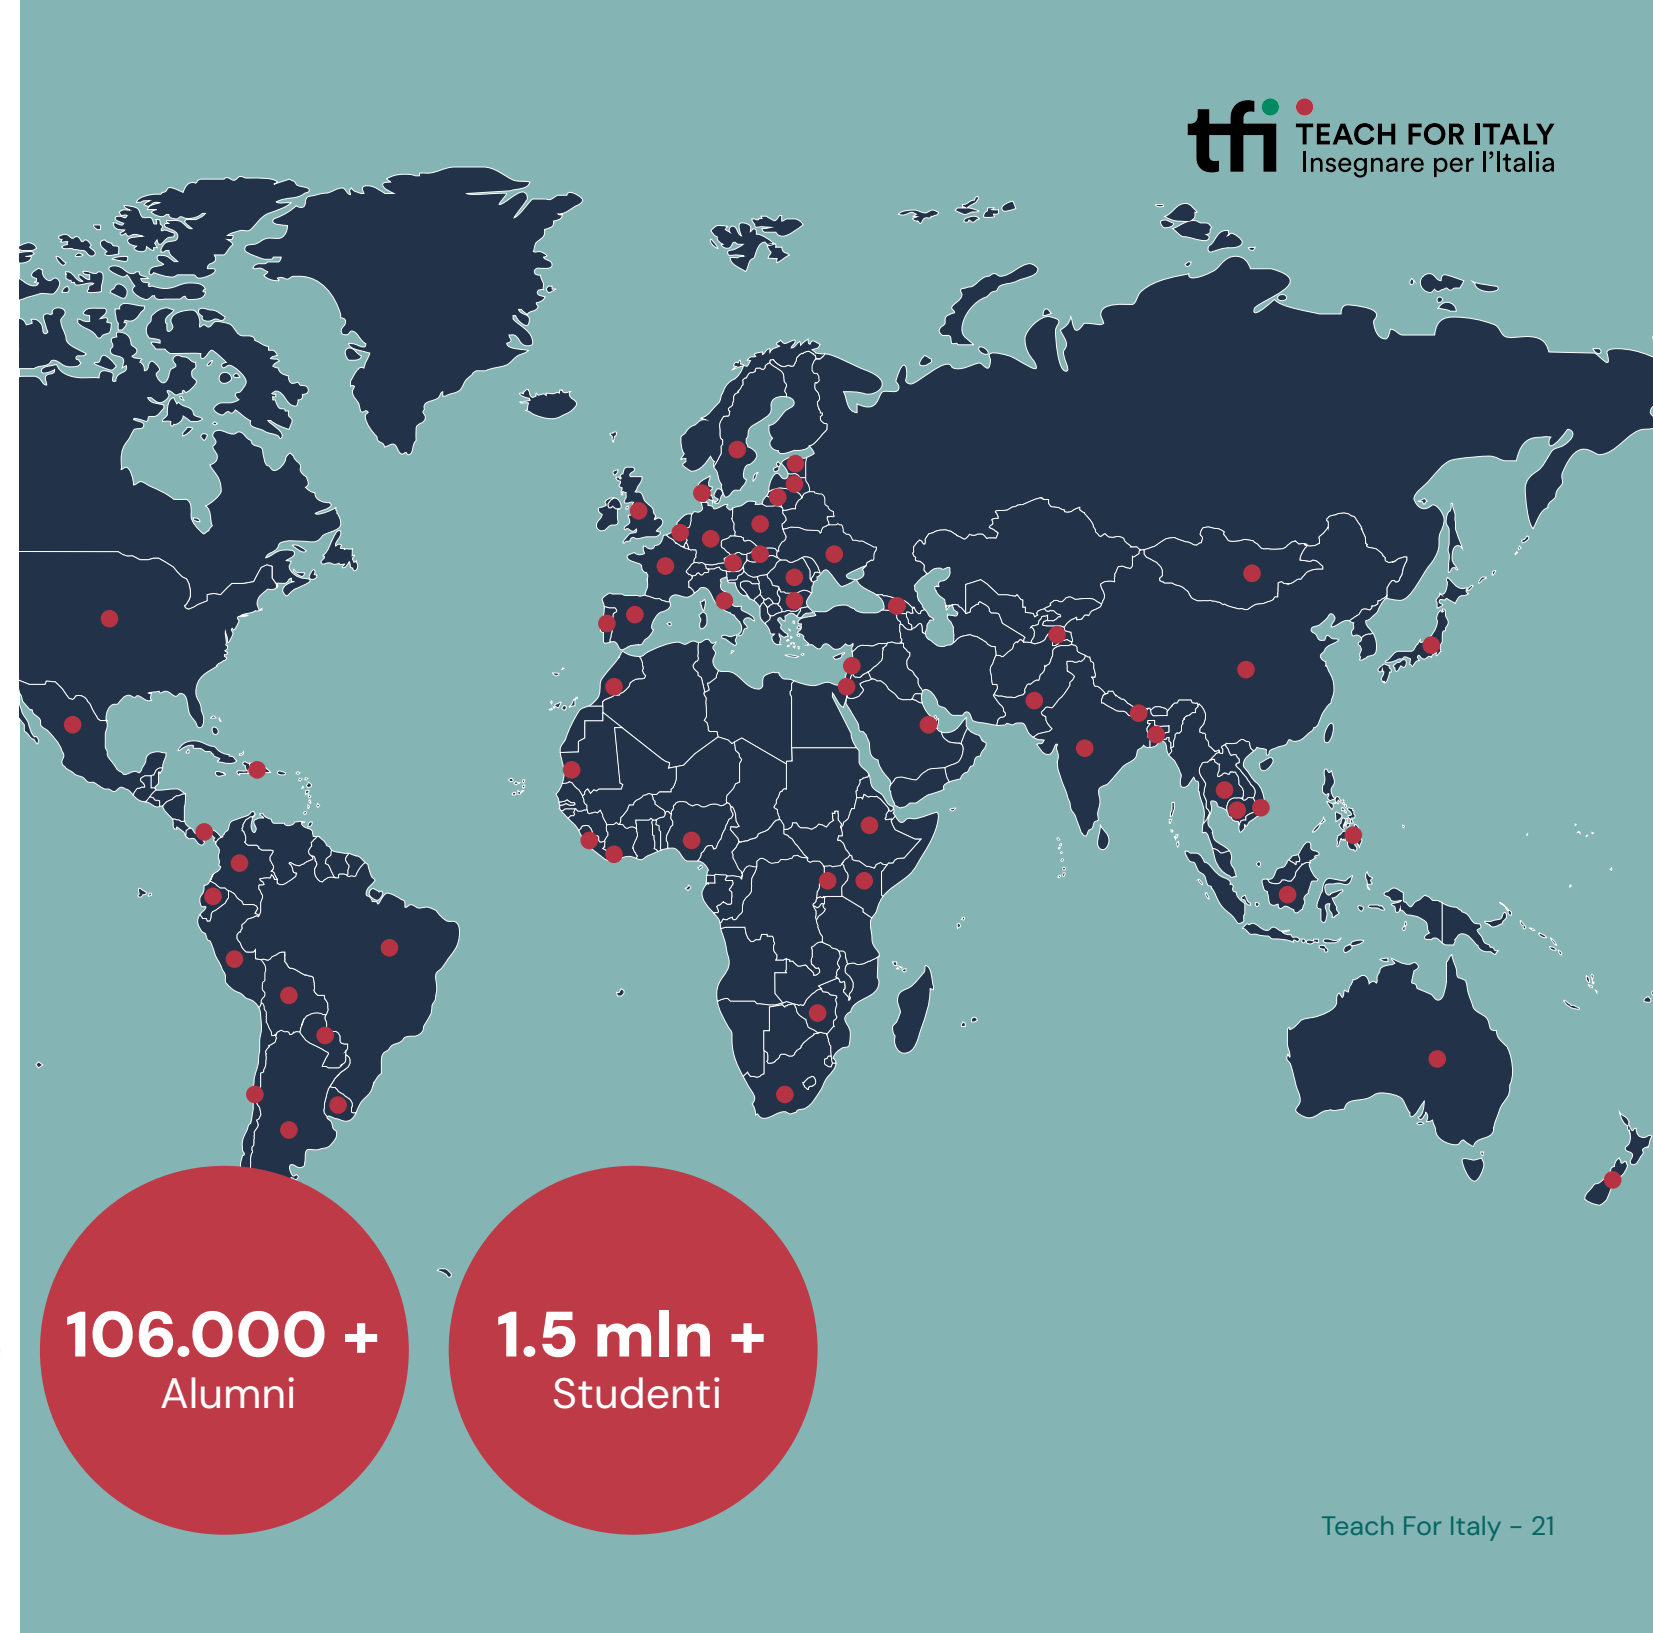 tfi
TEACH FOR ITALY
Insegnare per l'Italia
106.000 +
Alumni
1.5 mln +
Studenti
Teach For Italy - 21